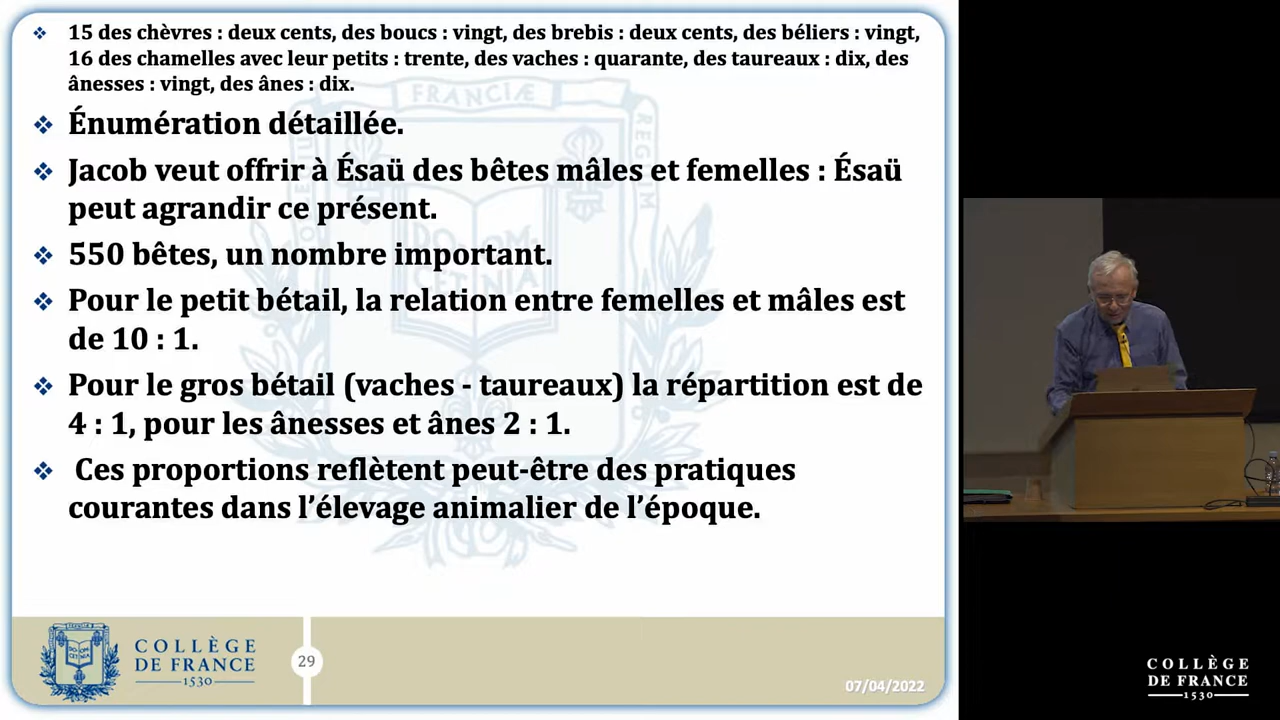 15 des chèvres : deux cents, des boucs : vingt, des brebis : deux cents, des béliers : vingt,
16 des chamelles avec leur petits : trente, des vaches : quarante, des taureaux : dix, des
ânesses : vingt, des ânes : dix.
Énumération détaillée.
Jacob veut offrir à Ésaü des bêtes mâles et femelles : Ésaü
peut agrandir ce présent.
550 bêtes, un nombre important.
Pour le petit bétail, la relation entre femelles et mâles est
de 10 : 1.
Pour le gros bétail (vaches - taureaux) la répartition est de
4 : 1, pour les ânesses et ânes 2 : 1.
Ces proportions reflètent peut-être des pratiques
courantes dans l’élevage animalier de l’époque.
FRANCIÆ
REGIUM
COLLÈGE
DE FRANCE
1530
29
07/04/2022
COLLÈGE
DE FRANCE
1530